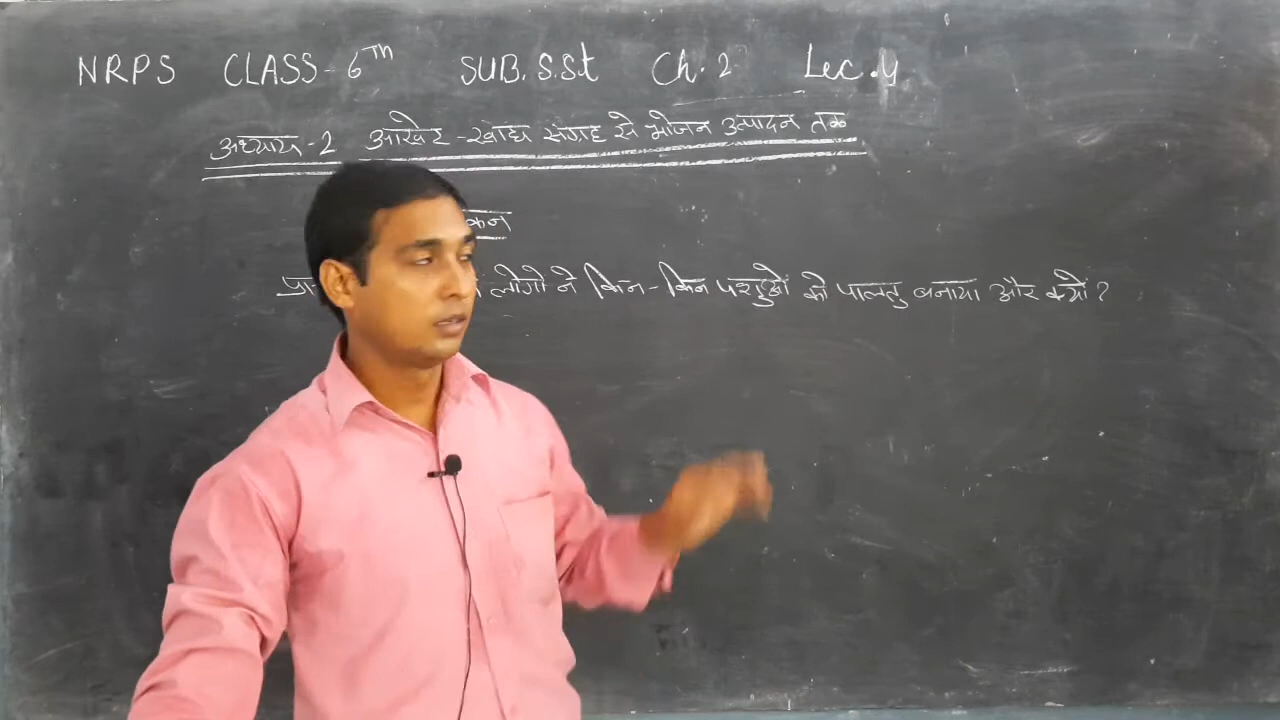 NRPS CLASS-6TH SUB.S.St Ch.2 Lec.4
अध्याय-2 आखेट-खाद्य संग्रह से भोजन उत्पादन तक
लोगो ने किन-किन पशुओं को पालतु बनाया और क्यों?